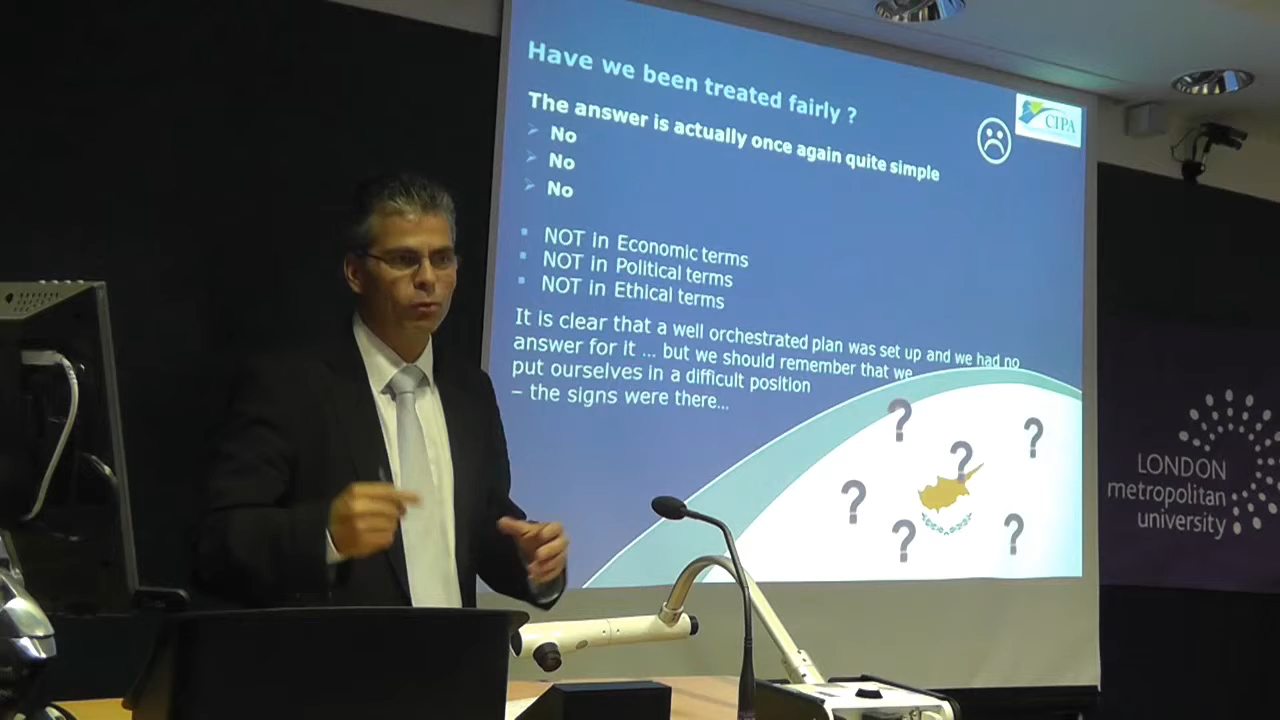 Have we been treated fairly ?
CIPA
The answer is actually once again quite simple
➢ No
➢ No
➢ No
▪ NOT in Economic terms
▪ NOT in Political terms
▪ NOT in Ethical terms
It is clear that a well orchestrated plan was set up and we had no
answer for it ... but we should remember that we
put ourselves in a difficult position
– the signs were there...
? ? ? ? ? ?
LONDON
metropolitan
university